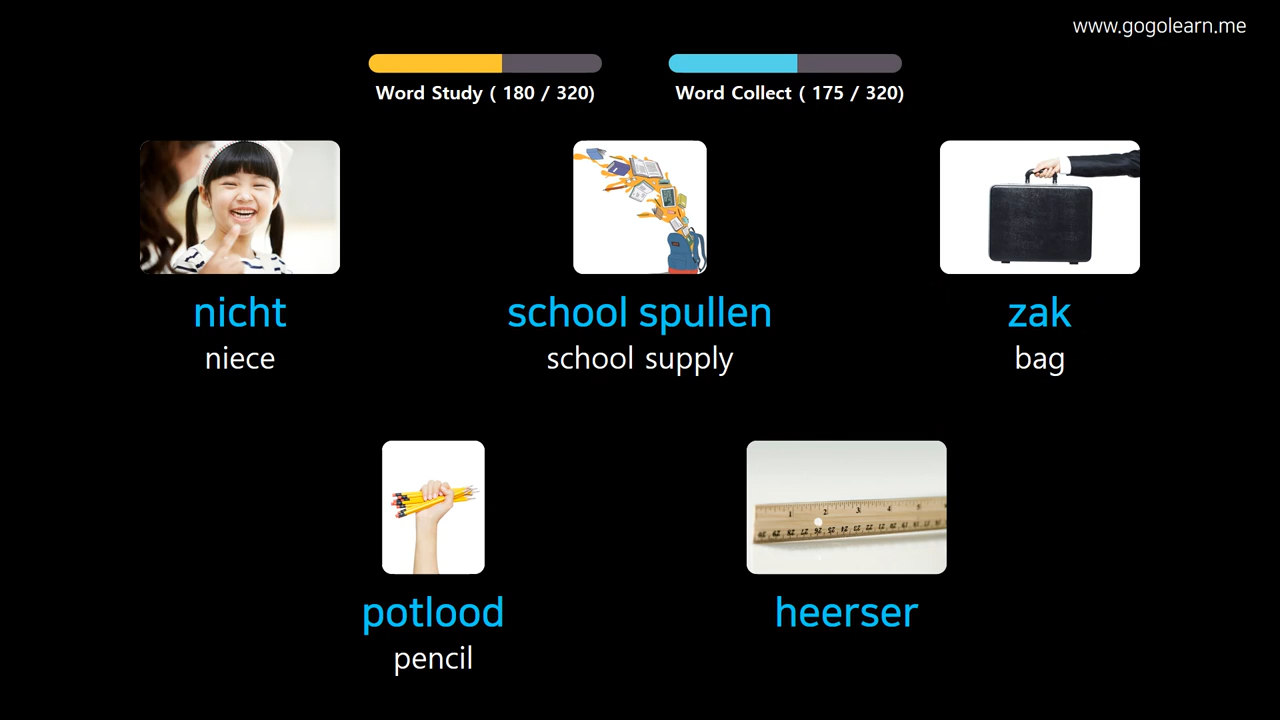 www.gogolearn.me
Word Study ( 180 / 320)
Word Collect ( 175 / 320)
nicht
niece
school spullen
school supply
zak
bag
potlood
pencil
heerser